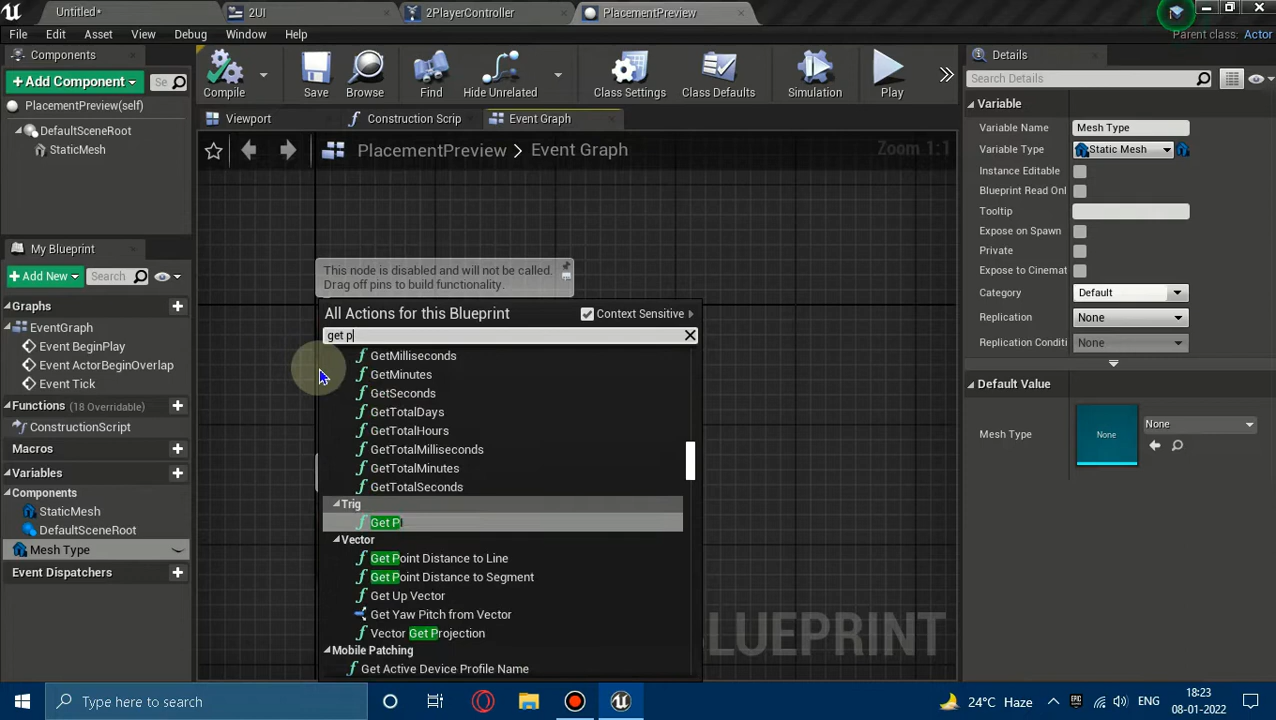 Untitled*
2UI
2PlayerController
PlacementPreview
File Edit Asset View Debug Window Help
Parent class: Actor
Components
Details
+ Add Component
Se
Compile
Save
Browse
Find
Hide Unrelated
Class Settings
Class Defaults
Simulation
Play
Search Details
PlacementPreview(self)
DefaultSceneRoot
StaticMesh
Viewport
Construction Scrip
Event Graph
PlacementPreview > Event Graph
Zoom 1:1
Variable
Variable Name Mesh Type
Variable Type Static Mesh
Instance Editable
Blueprint Read Onl
Tooltip
Expose on Spawn
Private
Expose to Cinemat
Category Default
Replication None
Replication Conditi None
Default Value
Mesh Type
None
None
My Blueprint
+ Add New
Search
Graphs
EventGraph
Event BeginPlay
Event ActorBeginOverlap
Event Tick
Functions (18 Overridable)
ConstructionScript
Macros
Variables
Components
StaticMesh
DefaultSceneRoot
Mesh Type
Event Dispatchers
This node is disabled and will not be called.
Drag off pins to build functionality.
All Actions for this Blueprint
Context Sensitive
get p
GetMilliseconds
GetMinutes
GetSeconds
GetTotalDays
GetTotalHours
GetTotalMilliseconds
GetTotalMinutes
GetTotalSeconds
Trig
Get PI
Vector
Get Point Distance to Line
Get Point Distance to Segment
Get Up Vector
Get Yaw Pitch from Vector
Vector Get Projection
Mobile Patching
Get Active Device Profile Name
LUEPRINT
Type here to search
24°C Haze
ENG
18:23
08-01-2022